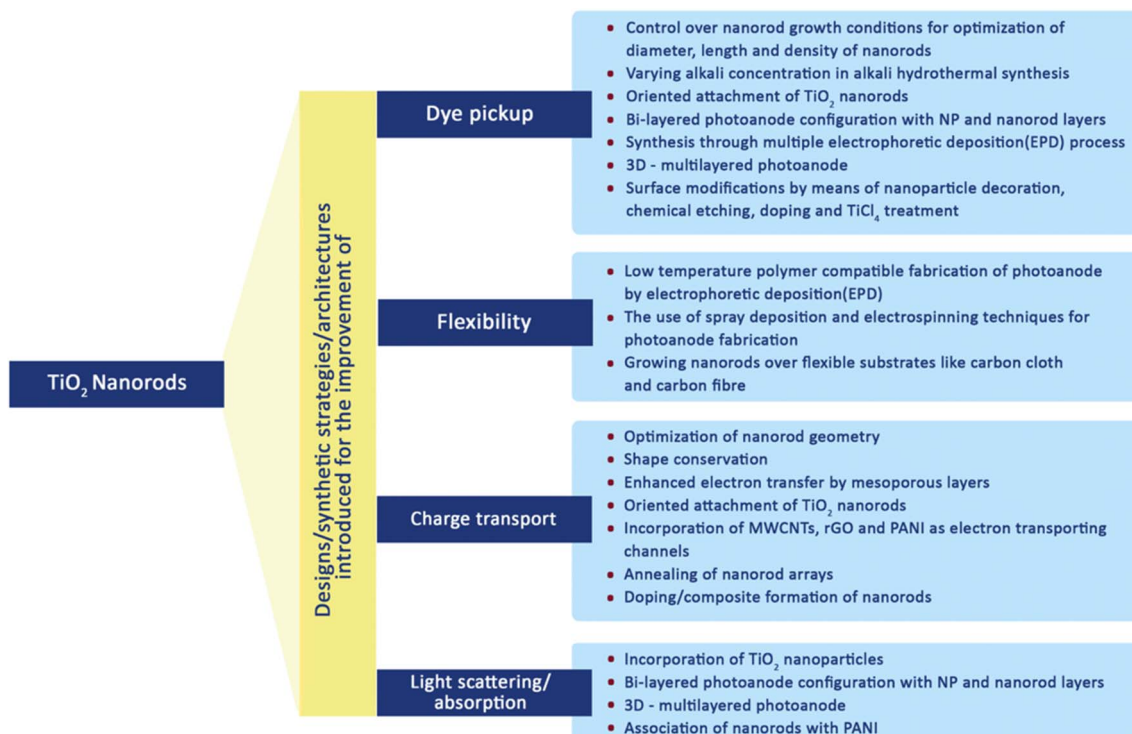 TiO₂ Nanorods
Designs/synthetic strategies/architectures
introduced for the improvement of
Dye pickup
• Control over nanorod growth conditions for optimization of
diameter, length and density of nanorods
• Varying alkali concentration in alkali hydrothermal synthesis
• Oriented attachment of TiO₂ nanorods
• Bi-layered photoanode configuration with NP and nanorod layers
• Synthesis through multiple electrophoretic deposition(EPD) process
• 3D - multilayered photoanode
• Surface modifications by means of nanoparticle decoration,
chemical etching, doping and TiCl₄ treatment
Flexibility
• Low temperature polymer compatible fabrication of photoanode
by electrophoretic deposition(EPD)
• The use of spray deposition and electrospinning techniques for
photoanode fabrication
• Growing nanorods over flexible substrates like carbon cloth
and carbon fibre
Charge transport
• Optimization of nanorod geometry
• Shape conservation
• Enhanced electron transfer by mesoporous layers
• Oriented attachment of TiO₂ nanorods
• Incorporation of MWCNTs, rGO and PANI as electron transporting
channels
• Annealing of nanorod arrays
• Doping/composite formation of nanorods
Light scattering/
absorption
• Incorporation of TiO₂ nanoparticles
• Bi-layered photoanode configuration with NP and nanorod layers
• 3D - multilayered photoanode
• Association of nanorods with PANI